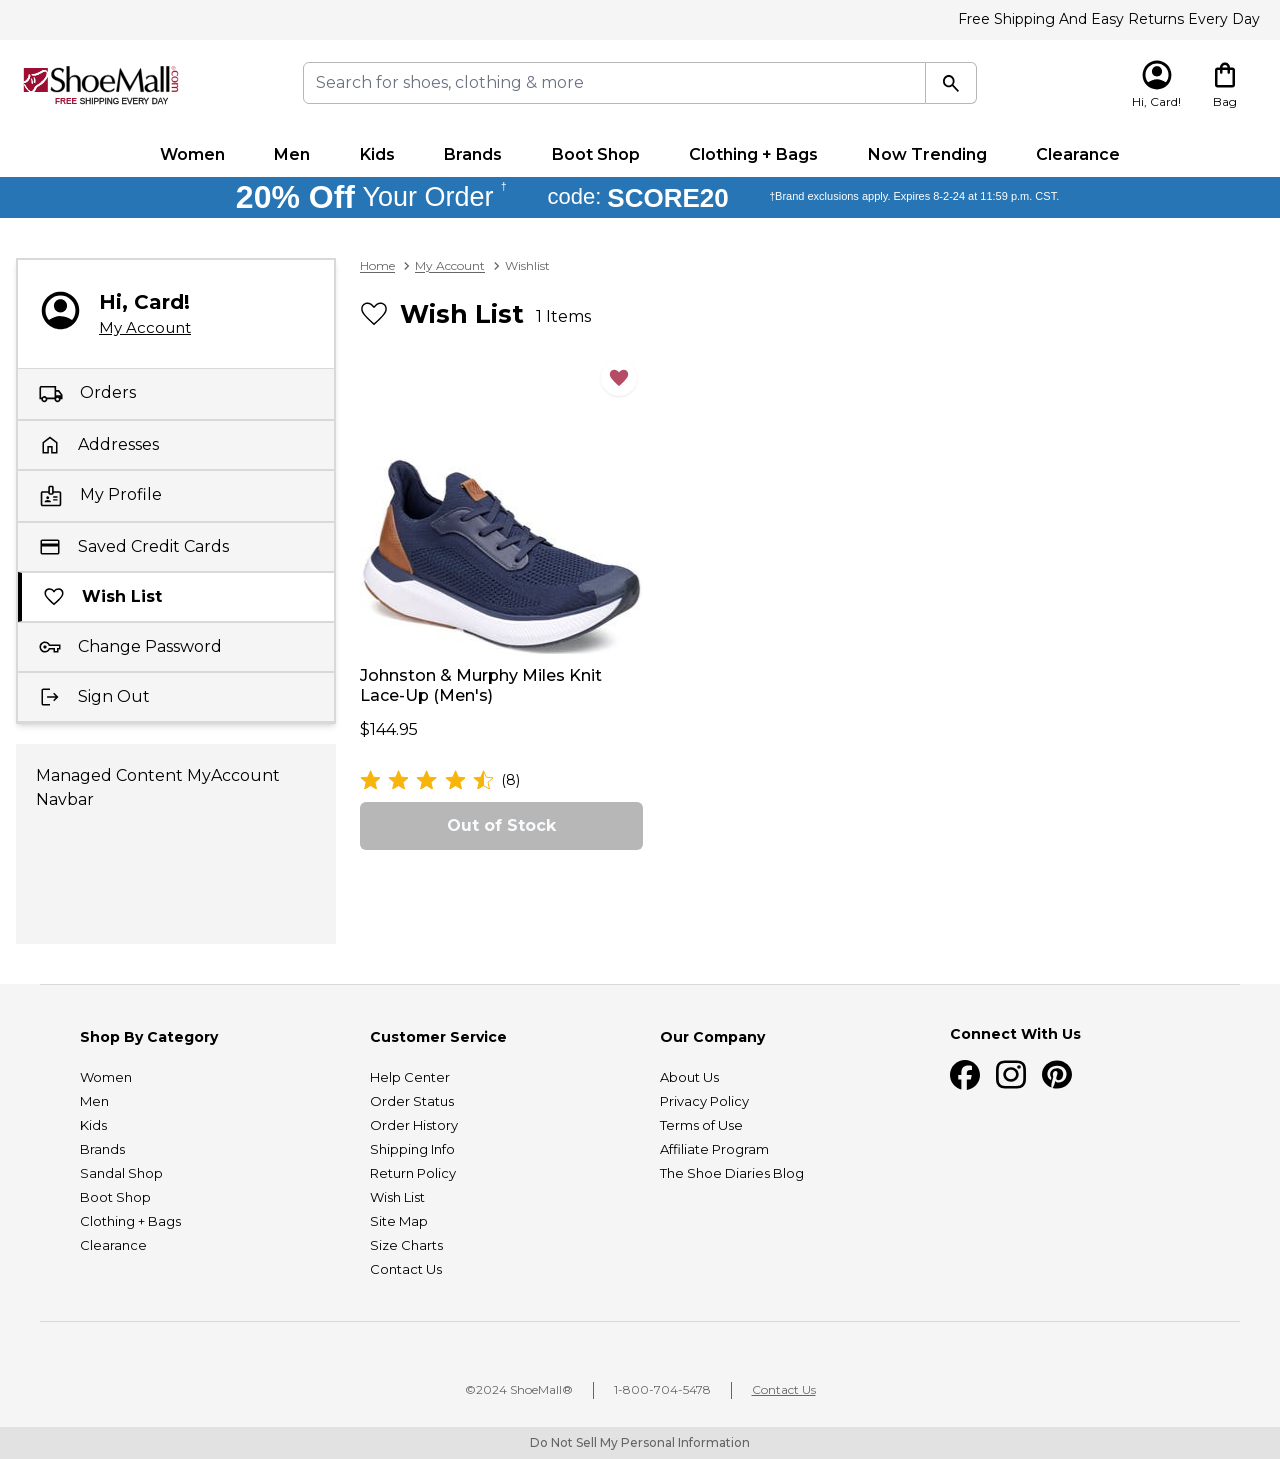 Free Shipping And Easy Returns Every Day
ShoeMall.com
FREE SHIPPING EVERY DAY
Search for shoes, clothing & more
Hi, Card!
Bag
Women
Men
Kids
Brands
Boot Shop
Clothing + Bags
Now Trending
Clearance
20% Off Your Order † code: SCORE20 †Brand exclusions apply. Expires 8-2-24 at 11:59 p.m. CST.
Hi, Card!
My Account
Orders
Addresses
My Profile
Saved Credit Cards
Wish List
Change Password
Sign Out
Managed Content MyAccount
Navbar
Home > My Account > Wishlist
Wish List 1 Items
Johnston & Murphy Miles Knit
Lace-Up (Men's)
$144.95
(8)
Out of Stock
Shop By Category
Women
Men
Kids
Brands
Sandal Shop
Boot Shop
Clothing + Bags
Clearance
Customer Service
Help Center
Order Status
Order History
Shipping Info
Return Policy
Wish List
Site Map
Size Charts
Contact Us
Our Company
About Us
Privacy Policy
Terms of Use
Affiliate Program
The Shoe Diaries Blog
Connect With Us
©2024 ShoeMall®
1-800-704-5478
Contact Us
Do Not Sell My Personal Information